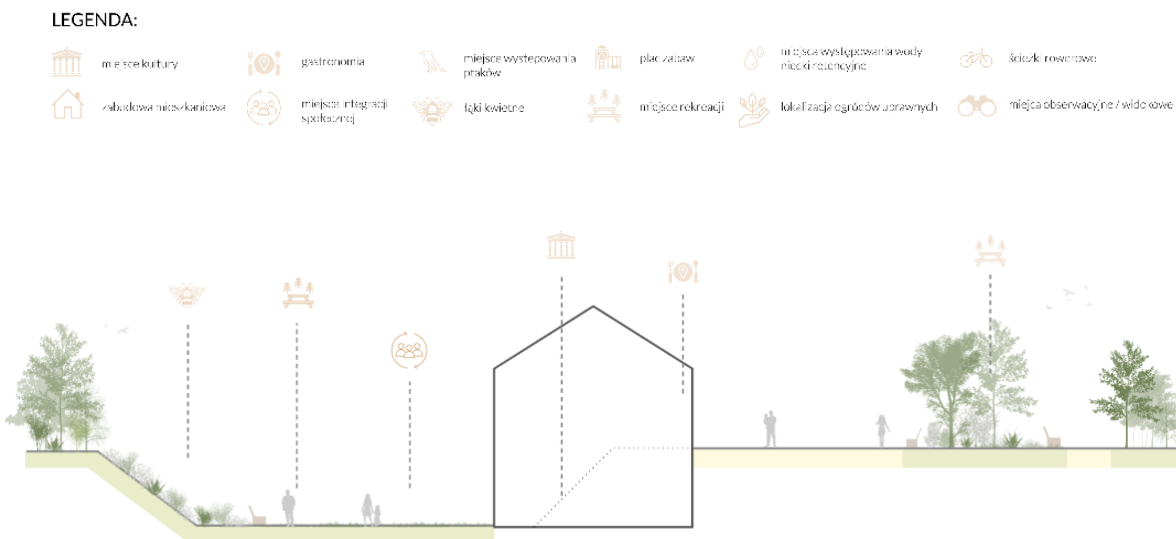 LEGENDA:
miejsce kultury
gastronomia
miejsce wystepowania
ptaków
plac zabaw
miejsca występowania wody
niecki retencyjne
ścieżki rowerowe
zabudowa mieszkaniowa
miejsce integracji
społecznej
łąki kwietne
miejsce rekreacji
lokalizacja ogrodów uprawnych
miejca obserwacyjne / widokowe